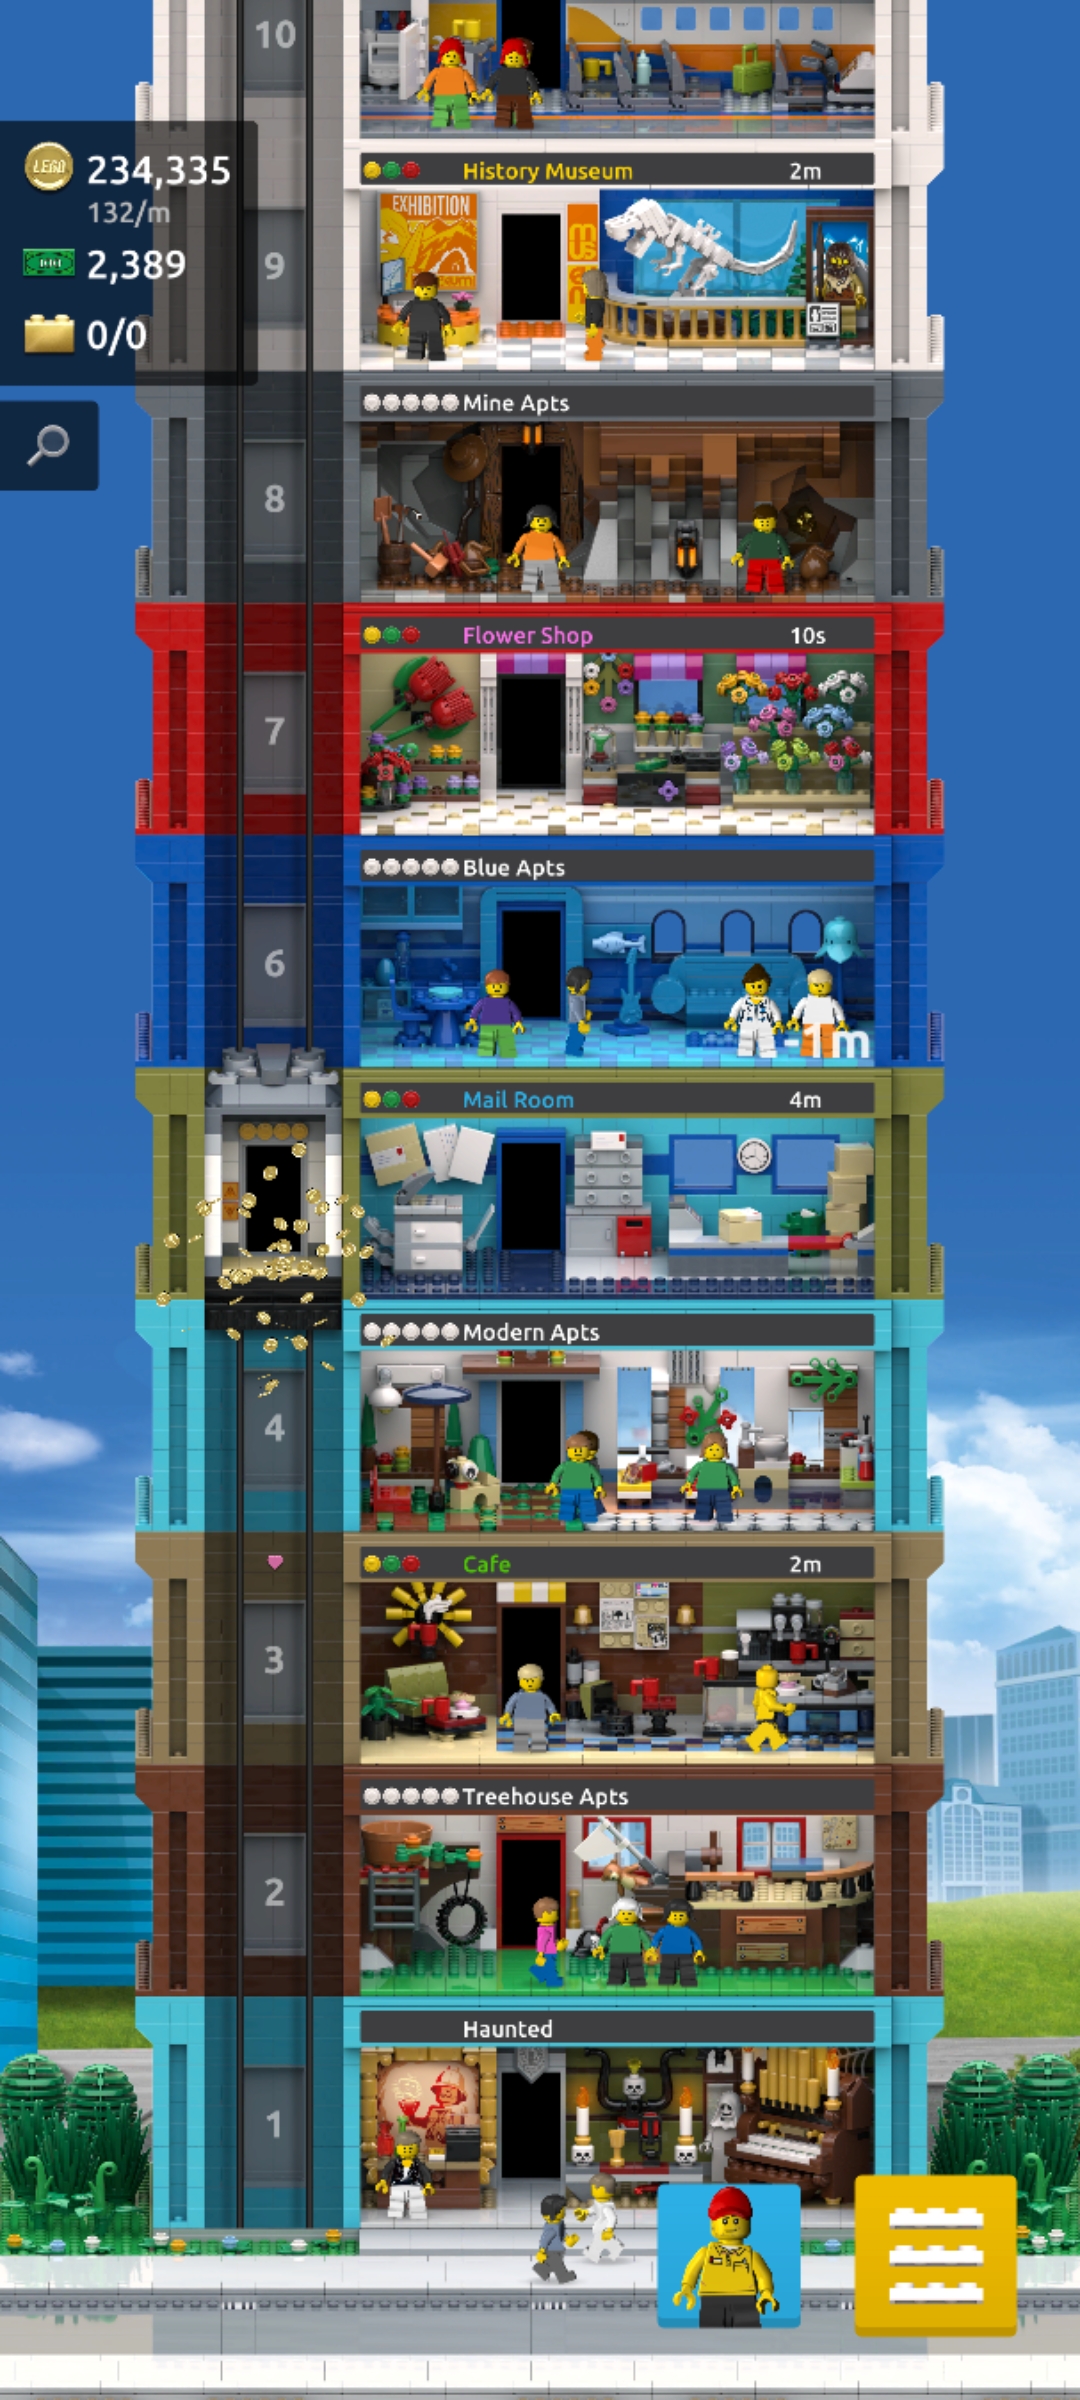 10
LEGO 234,335
132/m
2,389
0/0
History Museum 2m
EXHIBITION
9
Mine Apts
8
Flower Shop 10s
7
Blue Apts
6
-1m
Mail Room 4m
Modern Apts
4
Cafe 2m
3
Treehouse Apts
2
Haunted
1